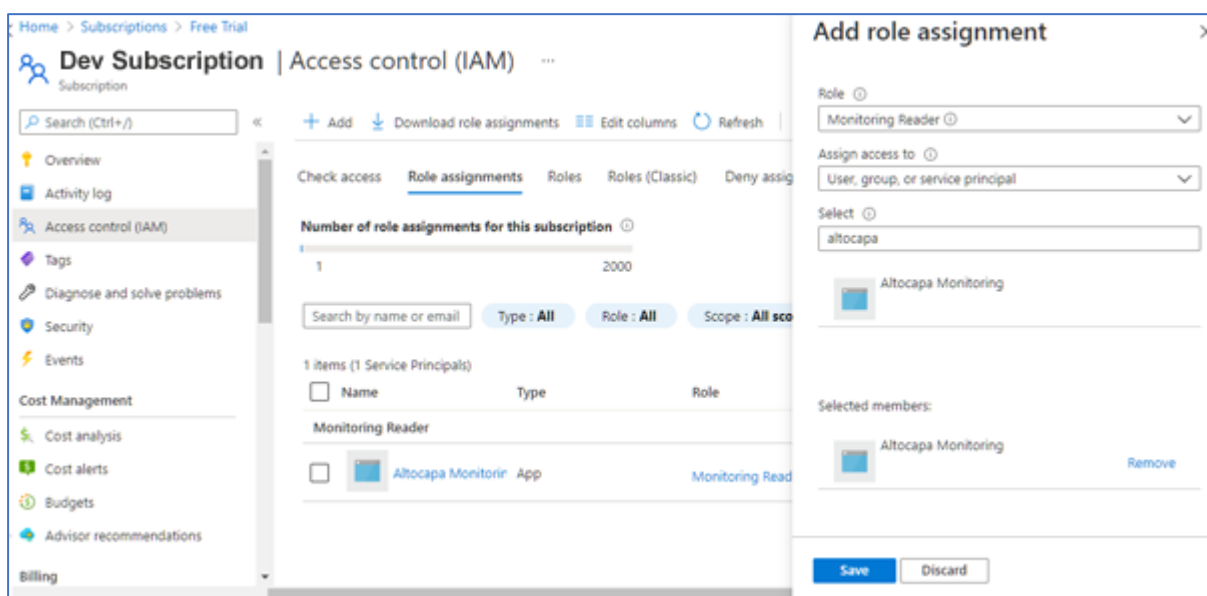 Home > Subscriptions > Free Trial
Dev Subscription | Access control (IAM) ...
Subscription
Search (Ctrl+/)
«
Overview
Activity log
Access control (IAM)
Tags
Diagnose and solve problems
Security
Events
Cost Management
Cost analysis
Cost alerts
Budgets
Advisor recommendations
Billing
+ Add Download role assignments Edit columns Refresh
Check access Role assignments Roles Roles (Classic) Deny assig
Number of role assignments for this subscription
1 2000
Search by name or email Type : All Role : All Scope : All sco
1 items (1 Service Principals)
Name Type Role
Monitoring Reader
Altocapa Monitorir App Monitoring Read
Add role assignment
Role
Monitoring Reader
Assign access to
User, group, or service principal
Select
altocapa
Altocapa Monitoring
Selected members:
Altocapa Monitoring
Remove
Save Discard